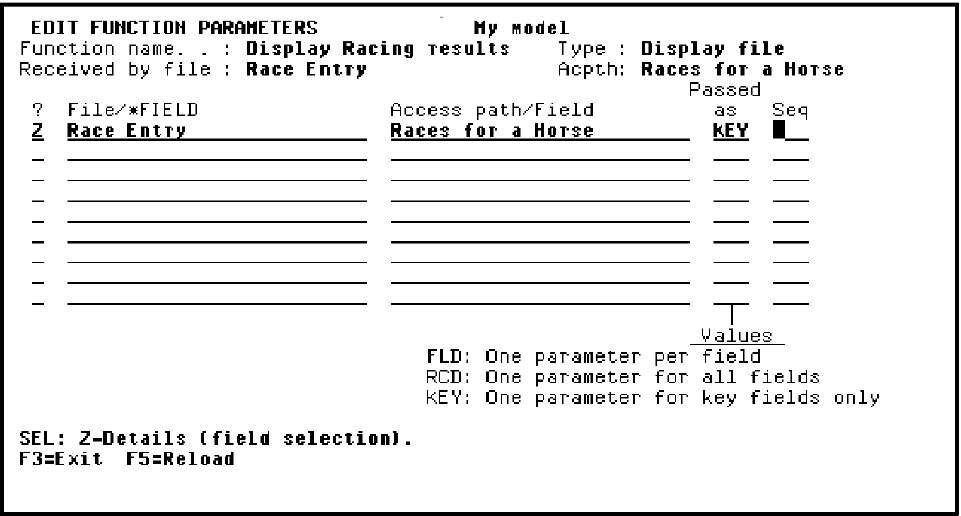 EDIT FUNCTION PARAMETERS My model
Function name. . : Display Racing results Type : Display file
Received by file : Race Entry Acpth: Races for a Horse
Passed
? File/*FIELD Access path/Field as Seq
Z Race Entry Races for a Horse KEY
Values
FLD: One parameter per field
RCD: One parameter for all fields
KEY: One parameter for key fields only
SEL: Z-Details (field selection).
F3=Exit F5=Reload